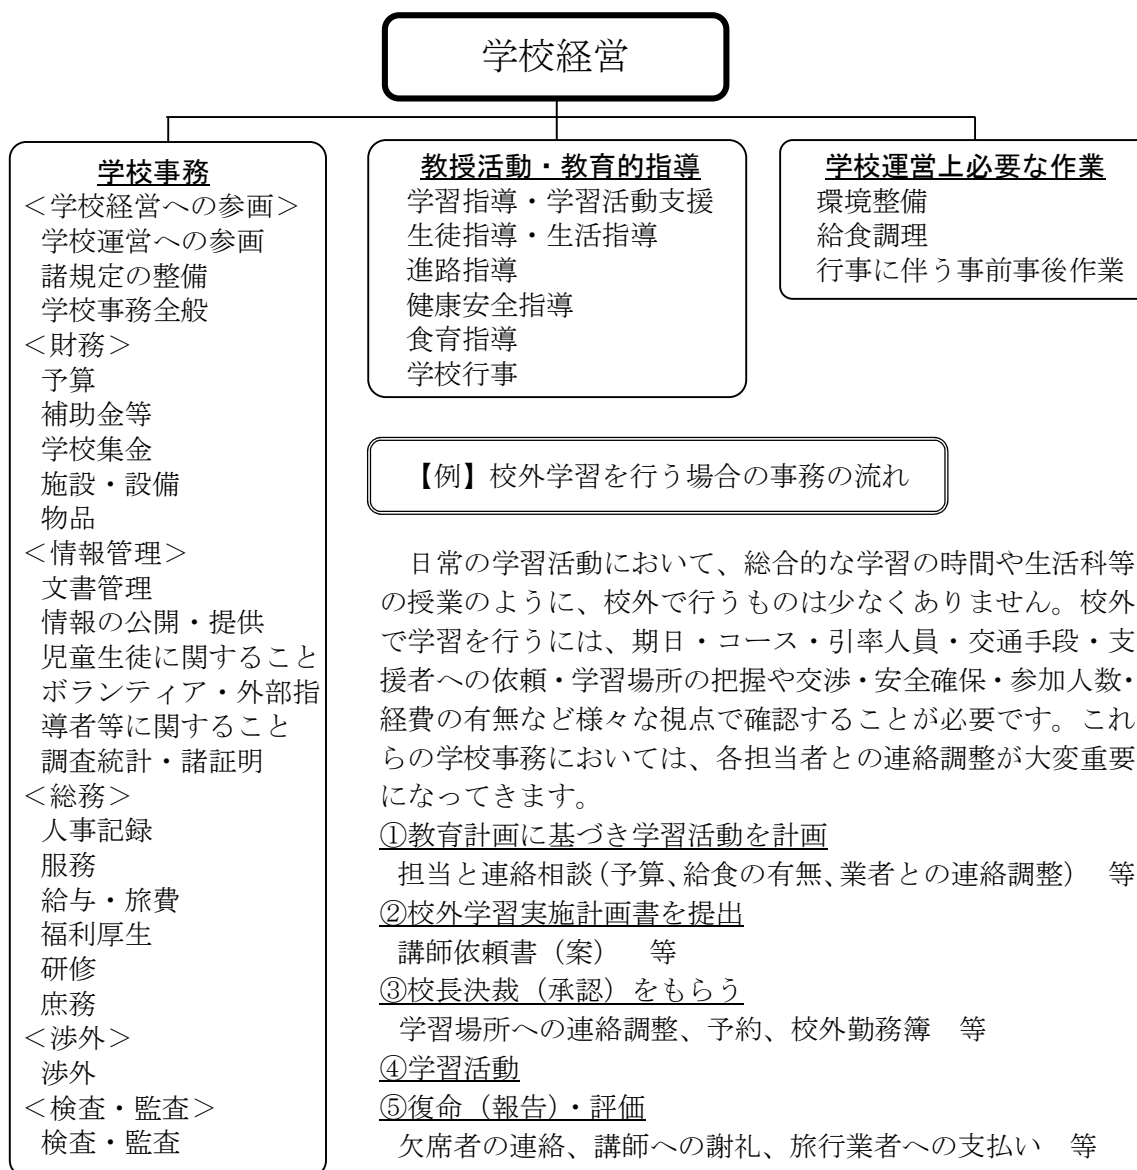 学校経営
学校事務
＜学校経営への参画＞
学校運営への参画
諸規定の整備
学校事務全般
＜財務＞
予算
補助金等
学校集金
施設・設備
物品
＜情報管理＞
文書管理
情報の公開・提供
児童生徒に関すること
ボランティア・外部指
導者等に関すること
調査統計・諸証明
＜総務＞
人事記録
服務
給与・旅費
福利厚生
研修
庶務
＜渉外＞
渉外
＜検査・監査＞
検査・監査
教授活動・教育的指導
学習指導・学習活動支援
生徒指導・生活指導
進路指導
健康安全指導
食育指導
学校行事
学校運営上必要な作業
環境整備
給食調理
行事に伴う事前事後作業
【例】校外学習を行う場合の事務の流れ
日常の学習活動において、総合的な学習の時間や生活科等
の授業のように、校外で行うものは少なくありません。校外
で学習を行うには、期日・コース・引率人員・交通手段・支
援者への依頼・学習場所の把握や交渉・安全確保・参加人数・
経費の有無など様々な視点で確認することが必要です。これ
らの学校事務においては、各担当者との連絡調整が大変重要
になってきます。
①教育計画に基づき学習活動を計画
担当と連絡相談（予算、給食の有無、業者との連絡調整）　等
②校外学習実施計画書を提出
講師依頼書（案）　等
③校長決裁（承認）をもらう
学習場所への連絡調整、予約、校外勤務簿　等
④学習活動
⑤復命（報告）・評価
欠席者の連絡、講師への謝礼、旅行業者への支払い　等